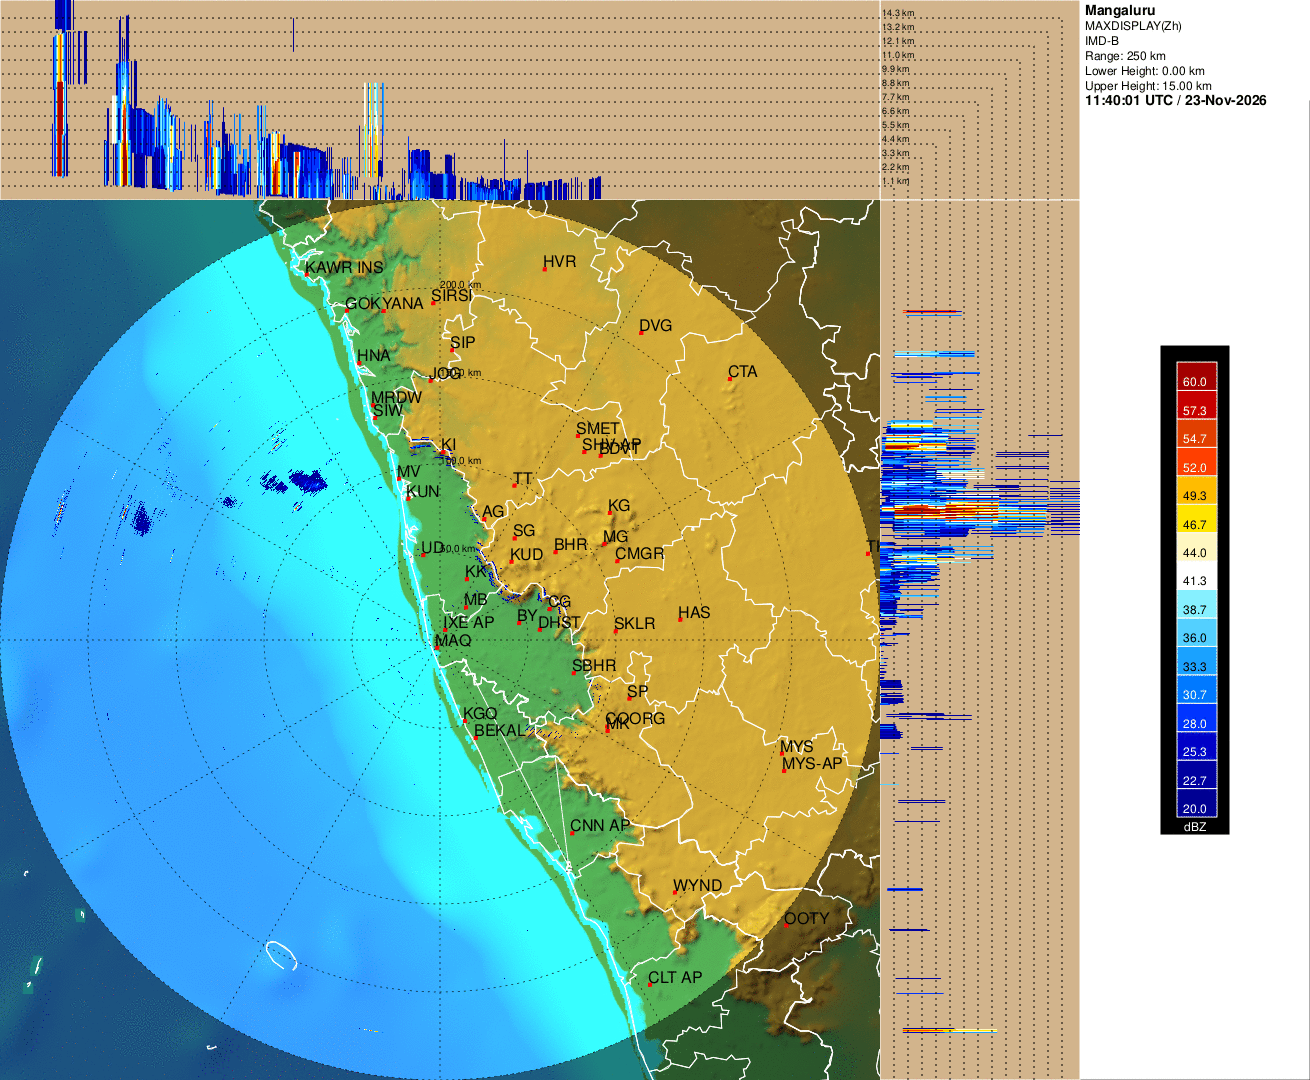 14.3 km
13.2 km
12.1 km
11.0 km
9.9 km
8.8 km
7.7 km
6.6 km
5.5 km
4.4 km
3.3 km
2.2 km
1.1 km
Mangaluru
MAXDISPLAY(Zh)
IMD-B
Range: 250 km
Lower Height: 0.00 km
Upper Height: 15.00 km
11:40:01 UTC / 23-Nov-2026
KAWR INS
HVR
200.0 km
SIRSI
GOKYANA
DVG
SIP
HNA
JOG
CTA
MRDW
SIW
SMET
SHV-AP
BDVT
KI
MV
TT
KUN
KG
AG
SG
MG
BHR
UD
50.0 km
KUD
CMGR
KK
MB
CG
BY
HAS
IXE AP
DHST
SKLR
MAQ
SBHR
SP
KGQ
COORG
MK
BEKAL
MYS
MYS-AP
CNN AP
WYND
OOTY
CLT AP
60.0
57.3
54.7
52.0
49.3
46.7
44.0
41.3
38.7
36.0
33.3
30.7
28.0
25.3
22.7
20.0
dBZ